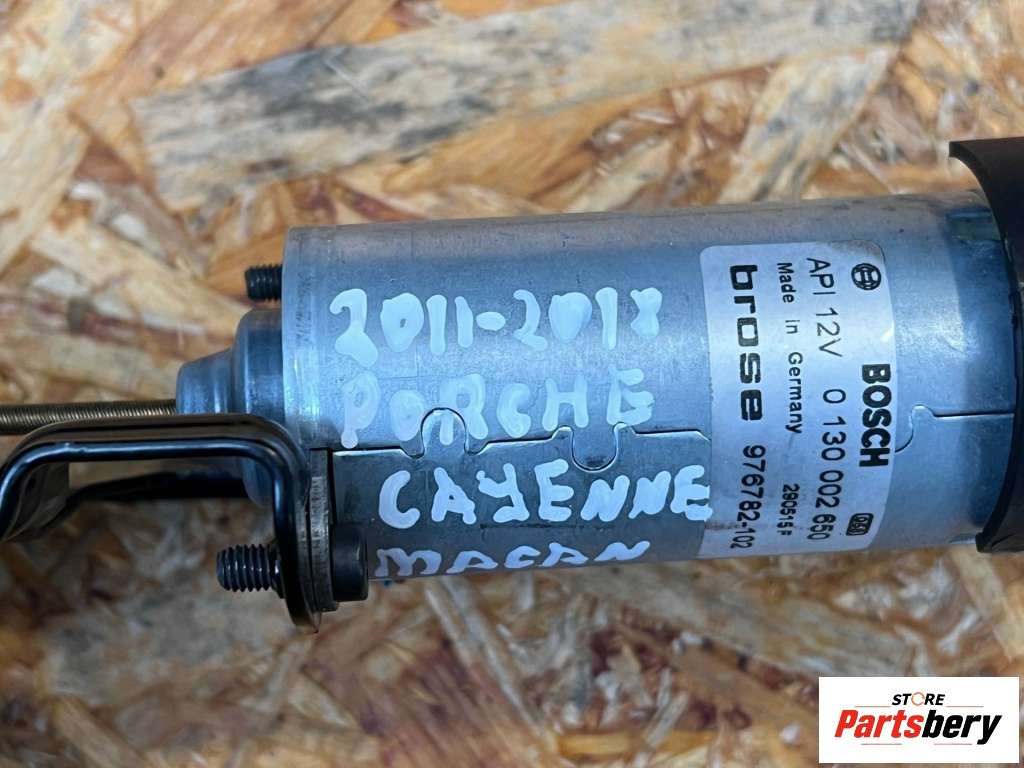 2011-2018
PORCHE
CAYENNE
MACAN
BOSCH
API 12V 0 130 002 650
Made in Germany 290515 F
brose 976782-102
STORE
Partsbery